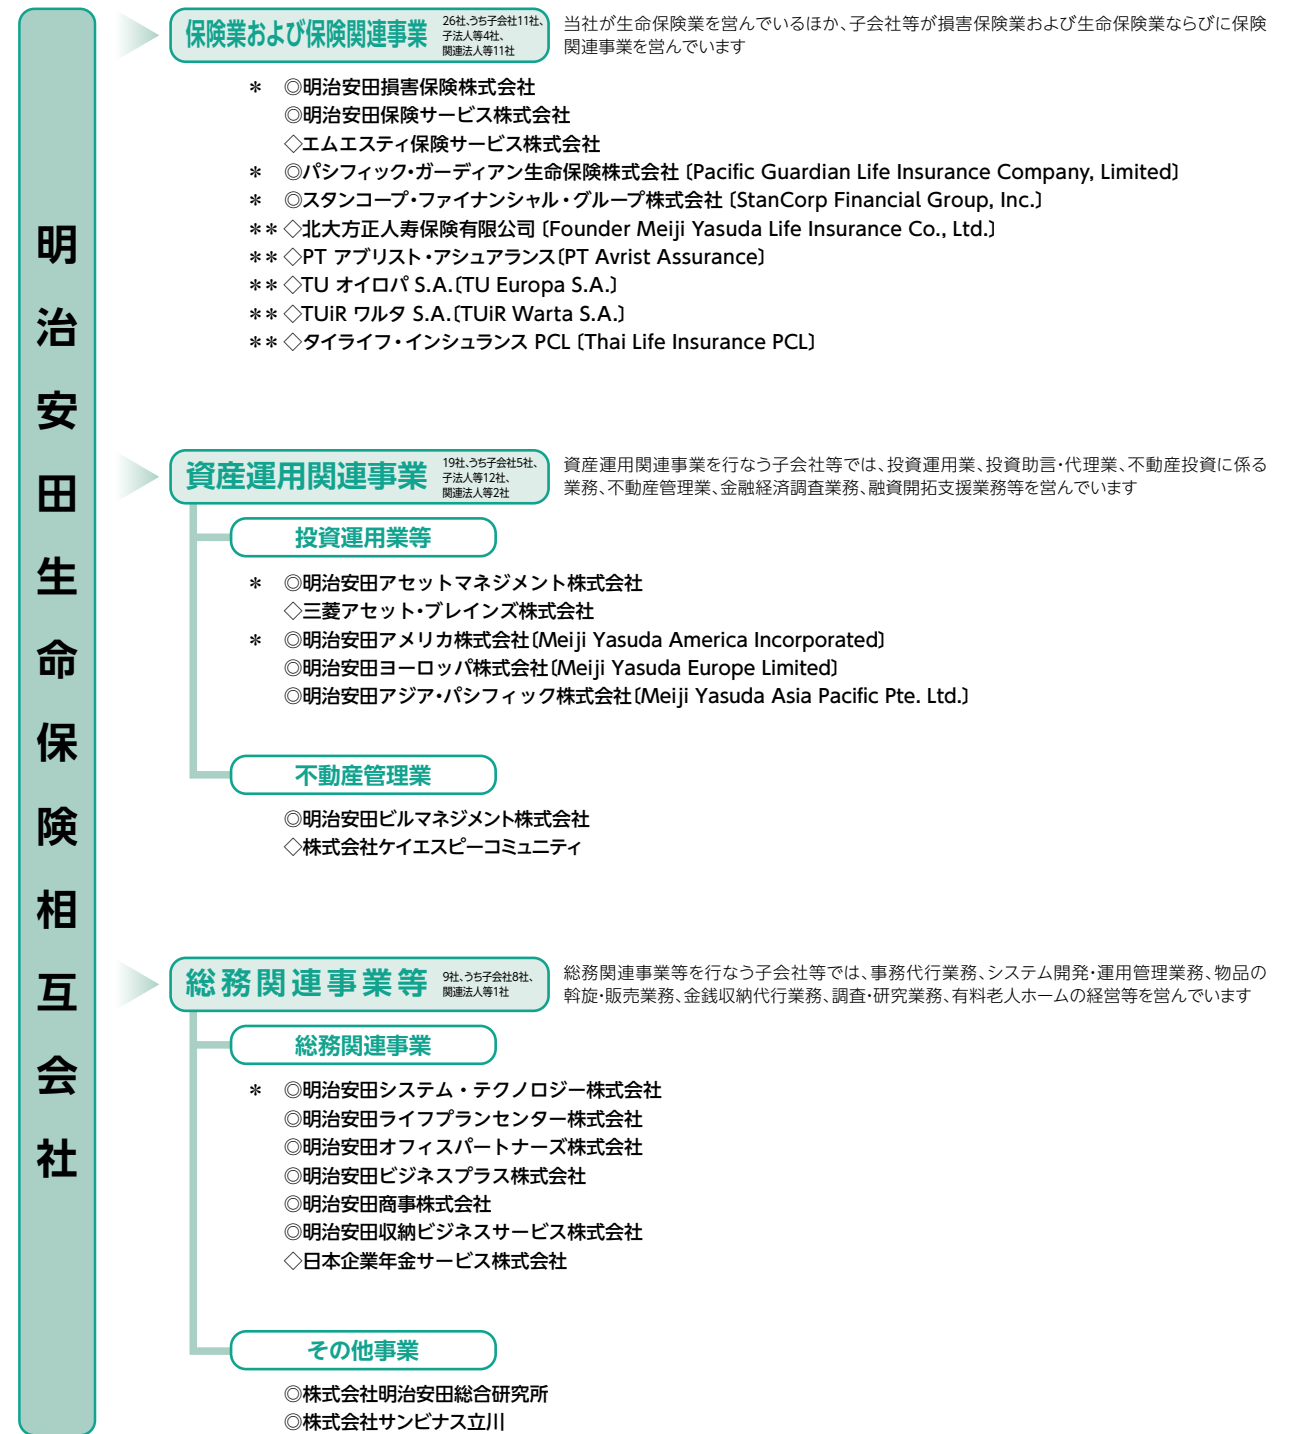 明治安田生命保険相互会社
保険業および保険関連事業
26社、うち子会社11社、
子法人等4社、
関連法人等11社
当社が生命保険業を営んでいるほか、子会社等が損害保険業および生命保険業ならびに保険
関連事業を営んでいます
＊ ◎明治安田損害保険株式会社
◎明治安田保険サービス株式会社
◇エムエスティ保険サービス株式会社
＊ ◎パシフィック・ガーディアン生命保険株式会社〔Pacific Guardian Life Insurance Company, Limited〕
＊ ◎スタンコープ・ファイナンシャル・グループ株式会社〔StanCorp Financial Group, Inc.〕
＊＊◇北大方正人寿保険有限公司〔Founder Meiji Yasuda Life Insurance Co., Ltd.〕
＊＊◇PT アブリスト・アシュアランス〔PT Avrist Assurance〕
＊＊◇TU オイロパ S.A.〔TU Europa S.A.〕
＊＊◇TUiR ワルタ S.A.〔TUiR Warta S.A.〕
＊＊◇タイライフ・インシュランス PCL〔Thai Life Insurance PCL〕
資産運用関連事業
19社、うち子会社5社、
子法人等12社、
関連法人等2社
資産運用関連事業を行なう子会社等では、投資運用業、投資助言・代理業、不動産投資に係る
業務、不動産管理業、金融経済調査業務、融資開拓支援業務等を営んでいます
投資運用業等
＊ ◎明治安田アセットマネジメント株式会社
◇三菱アセット・ブレインズ株式会社
＊ ◎明治安田アメリカ株式会社〔Meiji Yasuda America Incorporated〕
◎明治安田ヨーロッパ株式会社〔Meiji Yasuda Europe Limited〕
◎明治安田アジア・パシフィック株式会社〔Meiji Yasuda Asia Pacific Pte. Ltd.〕
不動産管理業
◎明治安田ビルマネジメント株式会社
◇株式会社ケイエスピーコミュニティ
総務関連事業等
9社、うち子会社8社、
関連法人等1社
総務関連事業等を行なう子会社等では、事務代行業務、システム開発・運用管理業務、物品の
斡旋・販売業務、金銭収納代行業務、調査・研究業務、有料老人ホームの経営等を営んでいます
総務関連事業
＊ ◎明治安田システム・テクノロジー株式会社
◎明治安田ライフプランセンター株式会社
◎明治安田オフィスパートナーズ株式会社
◎明治安田ビジネスプラス株式会社
◎明治安田商事株式会社
◎明治安田収納ビジネスサービス株式会社
◇日本企業年金サービス株式会社
その他事業
◎株式会社明治安田総合研究所
◎株式会社サンビナス立川